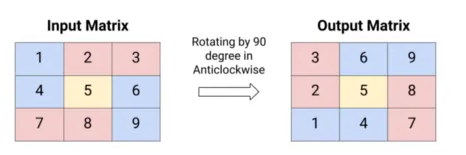 Input Matrix
1 2 3
4 5 6
7 8 9
Rotating by 90
degree in
Anticlockwise
Output Matrix
3 6 9
2 5 8
1 4 7